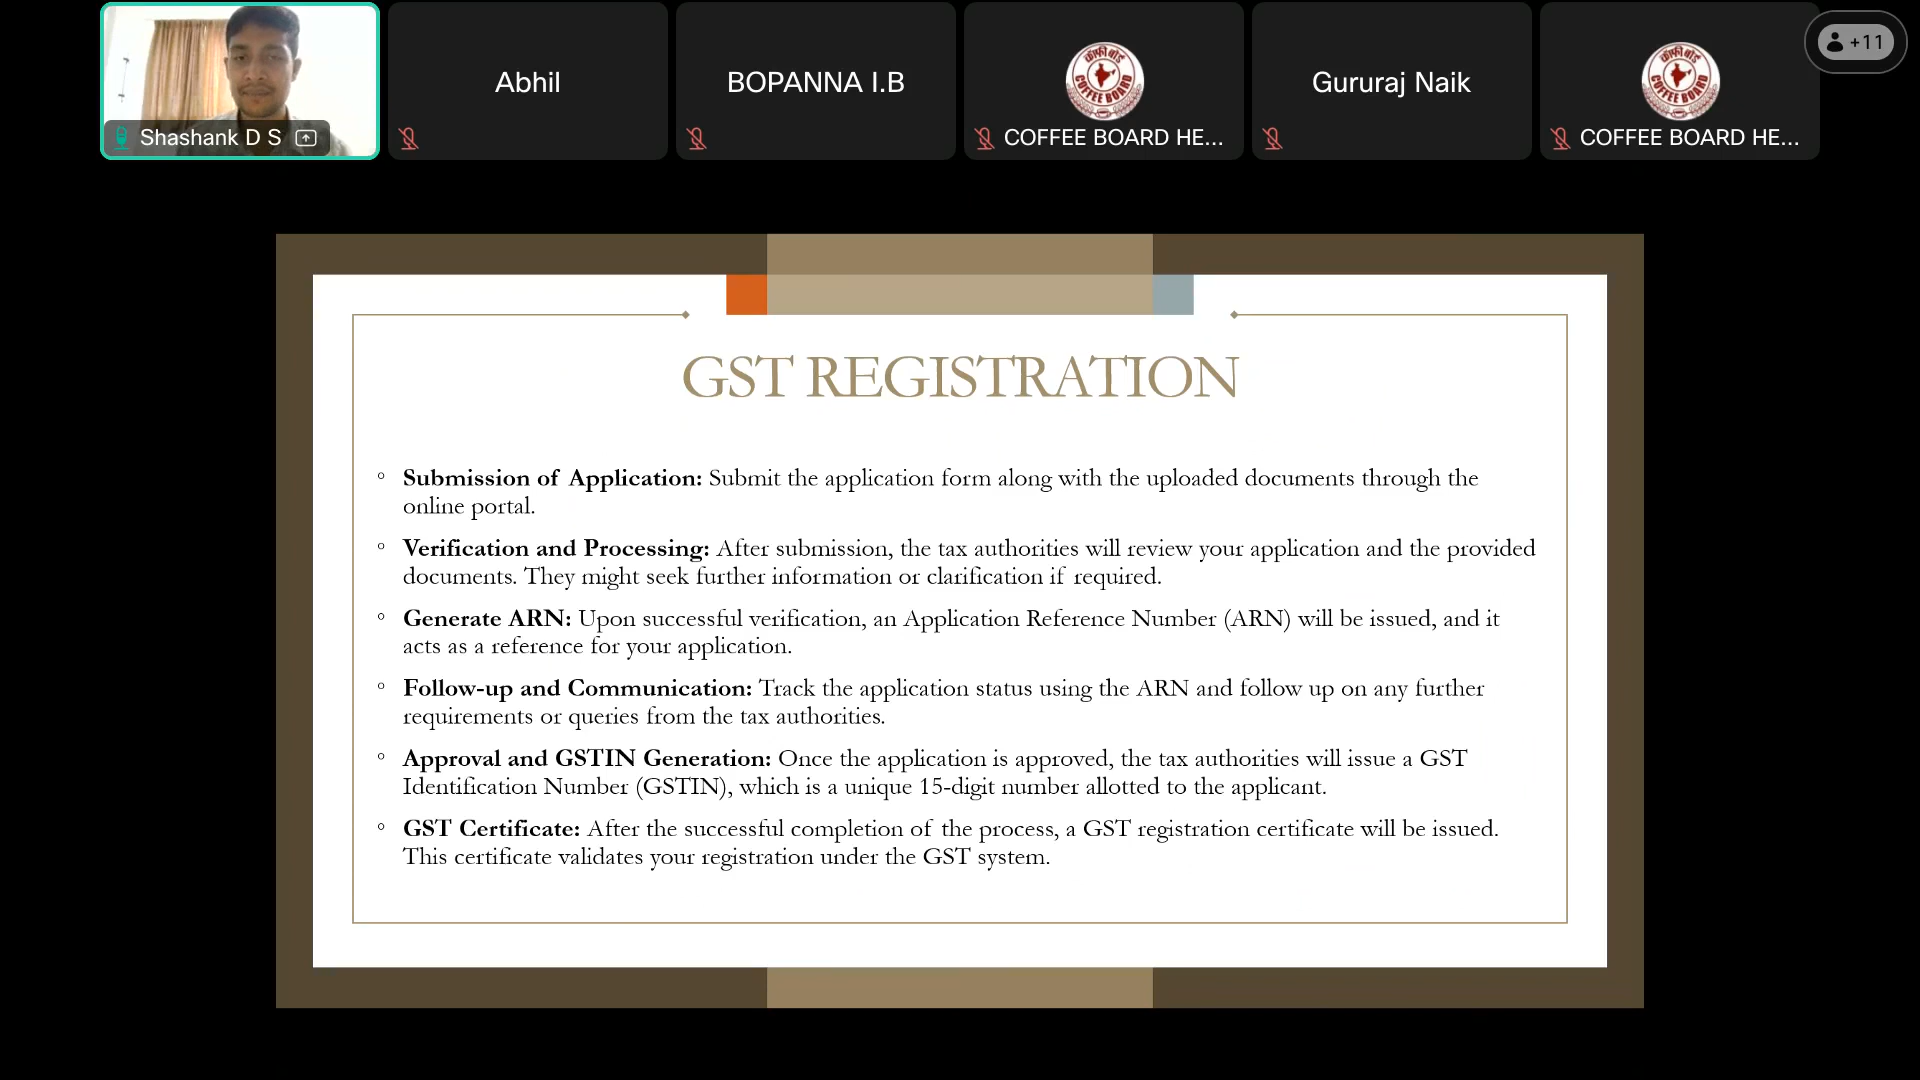 Shashank D S
Abhil
BOPANNA I.B
कॉफी बोर्ड
COFFEE BOARD
COFFEE BOARD HE...
Gururaj Naik
कॉफी बोर्ड
COFFEE BOARD
COFFEE BOARD HE...
+11
GST REGISTRATION
Submission of Application: Submit the application form along with the uploaded documents through the
online portal.
Verification and Processing: After submission, the tax authorities will review your application and the provided
documents. They might seek further information or clarification if required.
Generate ARN: Upon successful verification, an Application Reference Number (ARN) will be issued, and it
acts as a reference for your application.
Follow-up and Communication: Track the application status using the ARN and follow up on any further
requirements or queries from the tax authorities.
Approval and GSTIN Generation: Once the application is approved, the tax authorities will issue a GST
Identification Number (GSTIN), which is a unique 15-digit number allotted to the applicant.
GST Certificate: After the successful completion of the process, a GST registration certificate will be issued.
This certificate validates your registration under the GST system.